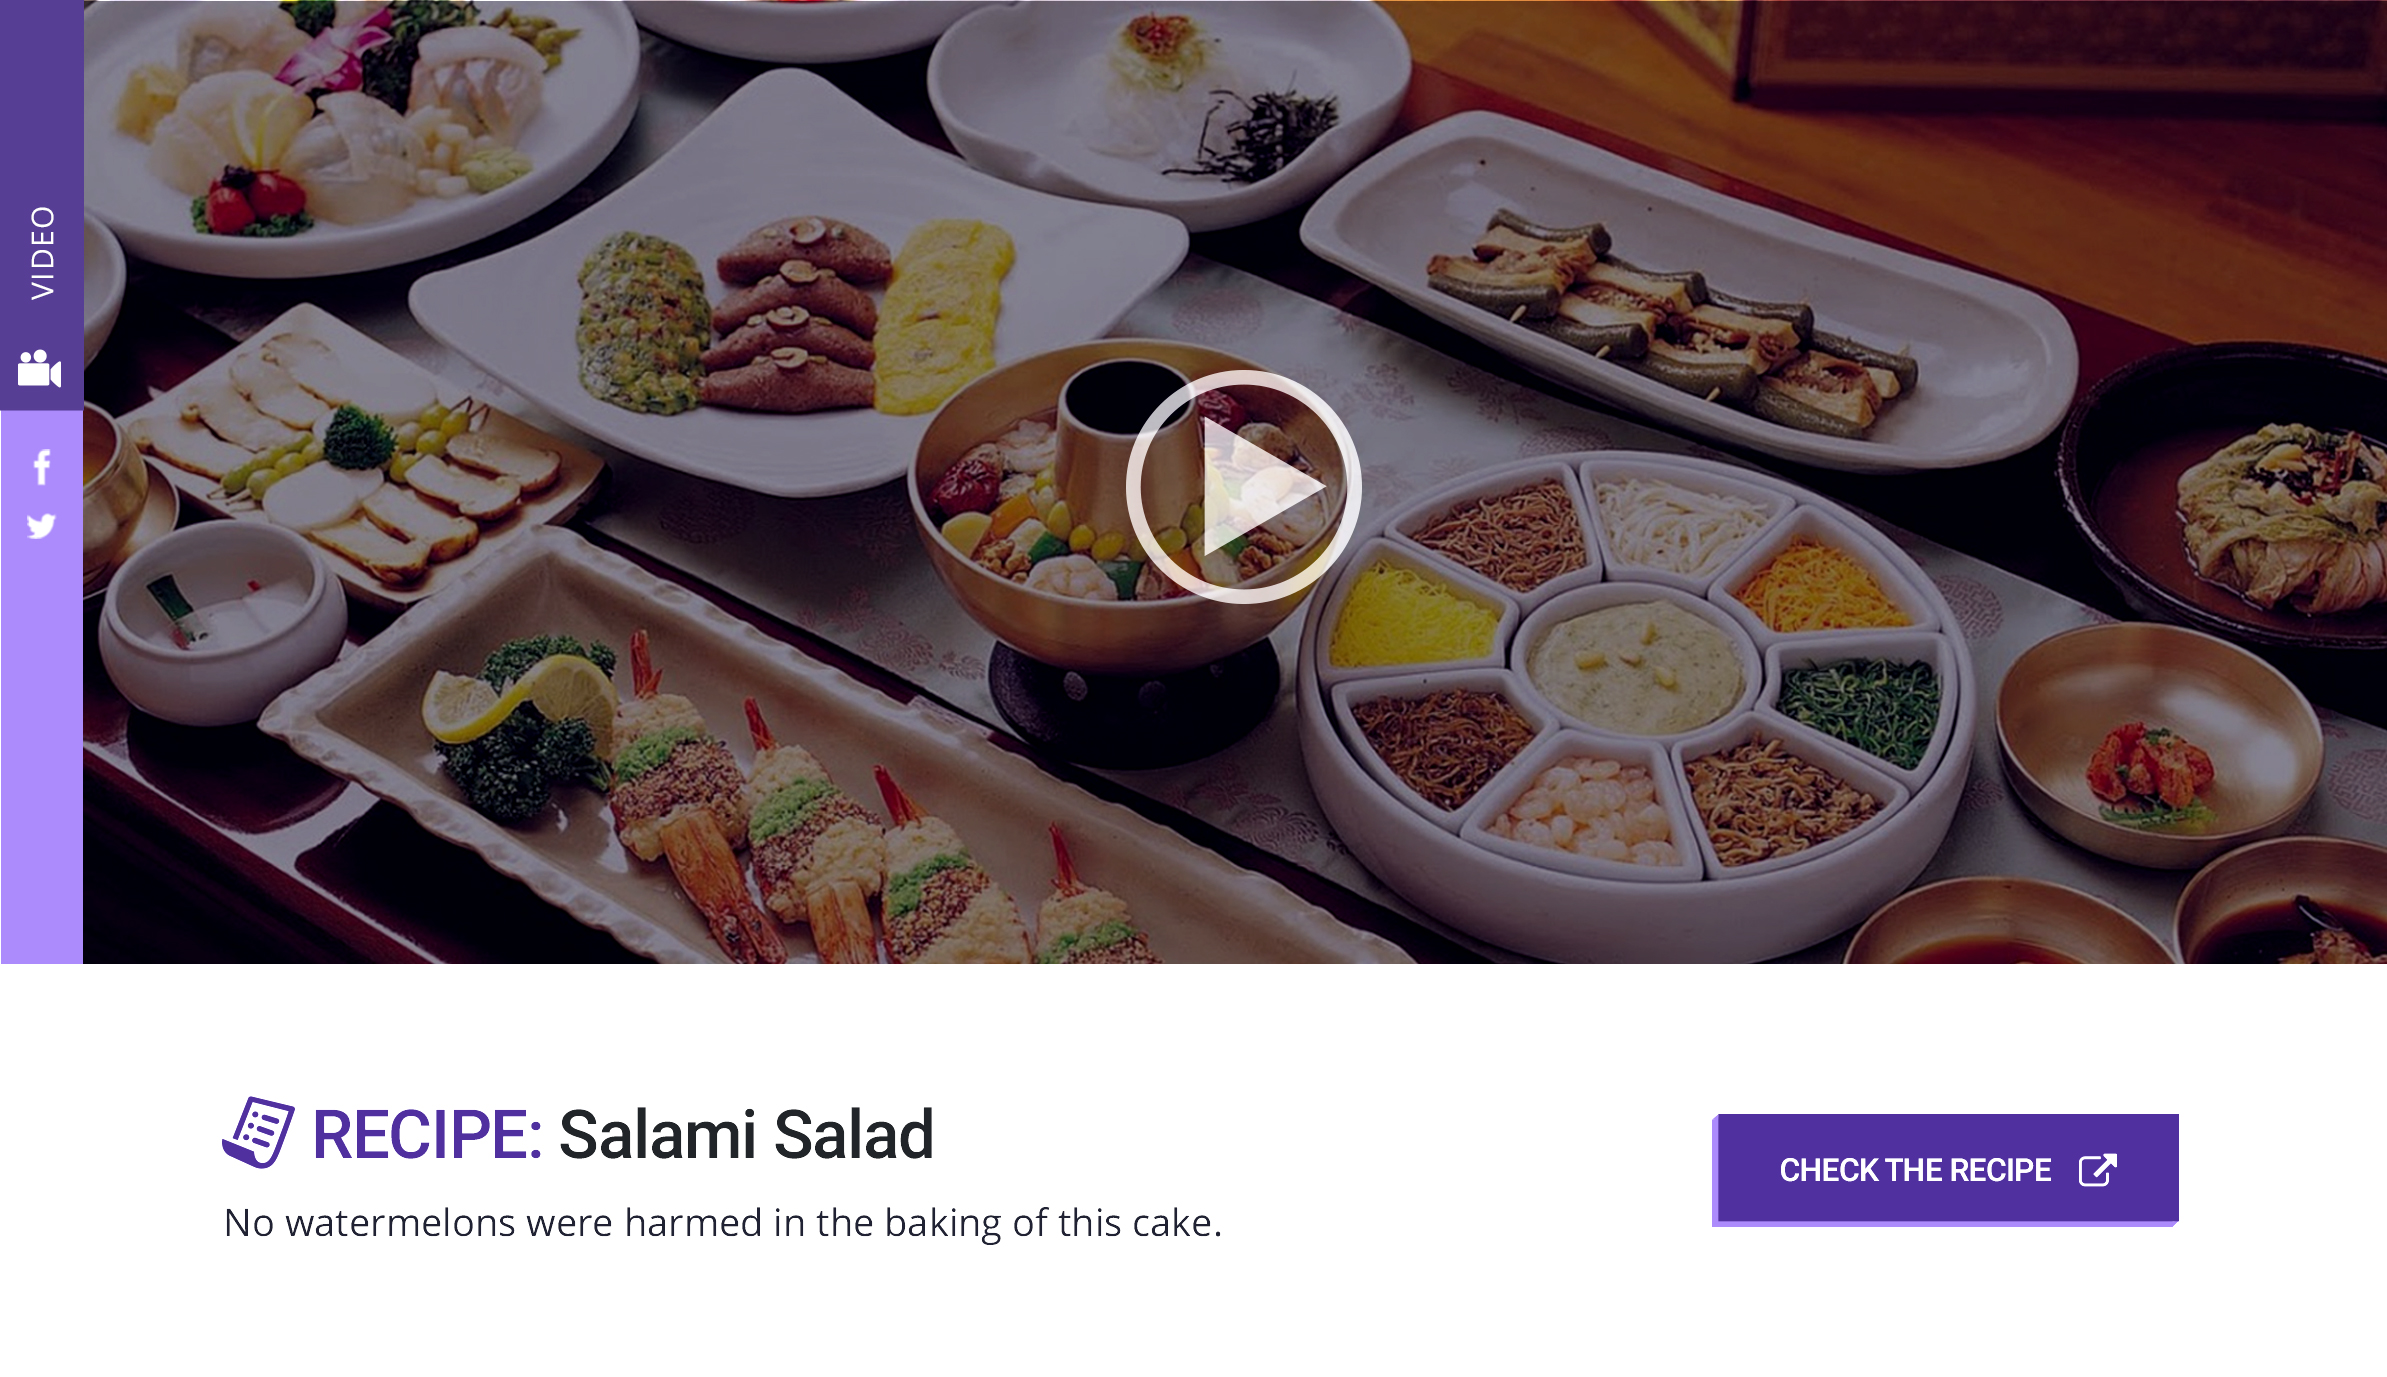 VIDEO
RECIPE: Salami Salad
No watermelons were harmed in the baking of this cake.
CHECK THE RECIPE